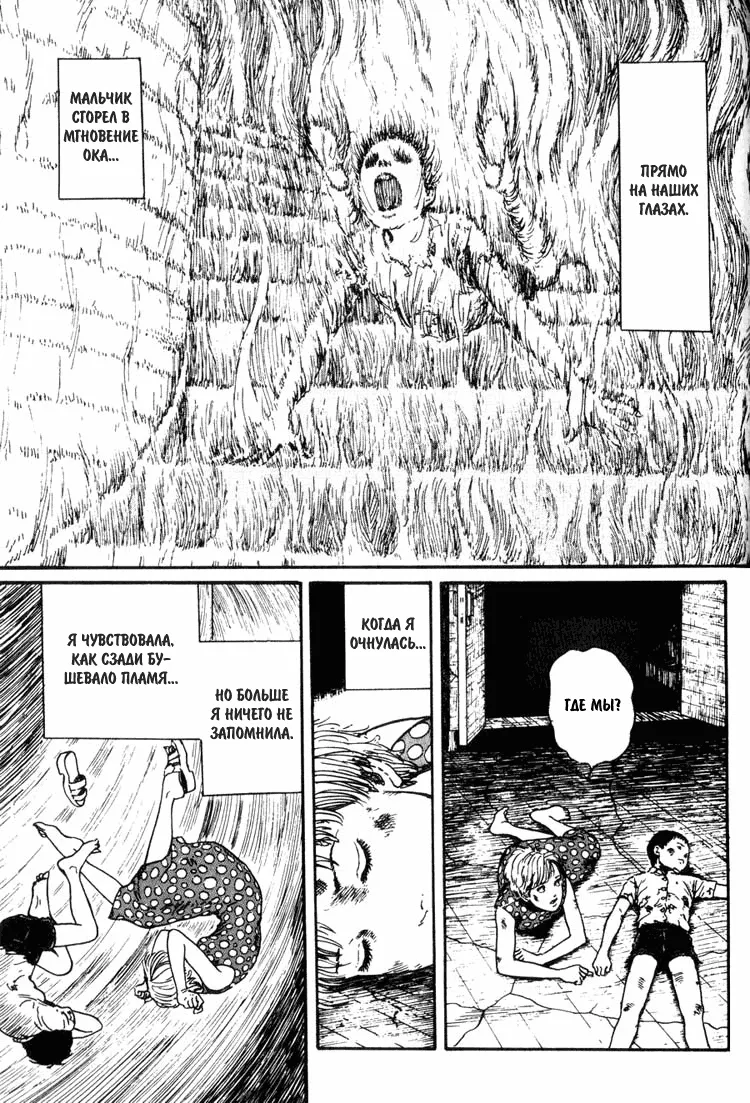 МАЛЬЧИК
СГОРЕЛ В
МГНОВЕНИЕ
ОКА...
ПРЯМО
НА НАШИХ
ГЛАЗАХ.
Я ЧУВСТВОВАЛА,
КАК СЗАДИ БУ-
ШЕВАЛО ПЛАМЯ...
НО БОЛЬШЕ
Я НИЧЕГО НЕ
ЗАПОМНИЛА.
КОГДА Я
ОЧНУЛАСЬ...
ГДЕ МЫ?